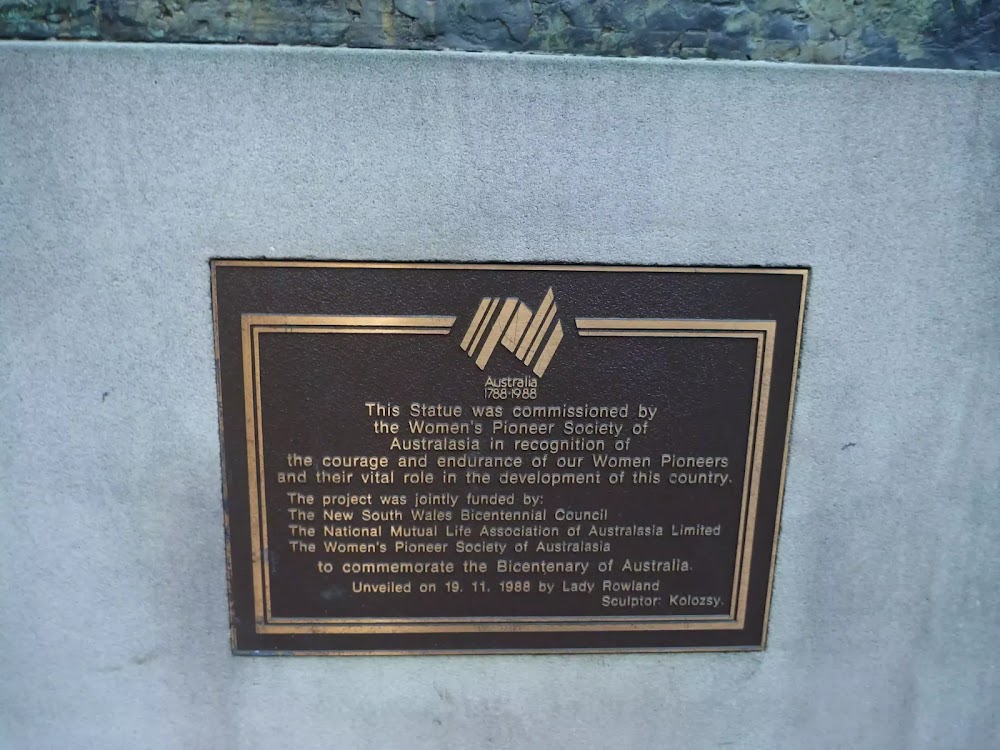 Australia
1788-1988
This Statue was commissioned by
the Women's Pioneer Society of
Australasia in recognition of
the courage and endurance of our Women Pioneers
and their vital role in the development of this country.
The project was jointly funded by:
The New South Wales Bicentennial Council
The National Mutual Life Association of Australasia Limited
The Women's Pioneer Society of Australasia
to commemorate the Bicentenary of Australia.
Unveiled on 19. 11. 1988 by Lady Rowland
Sculptor: Kolozsy.